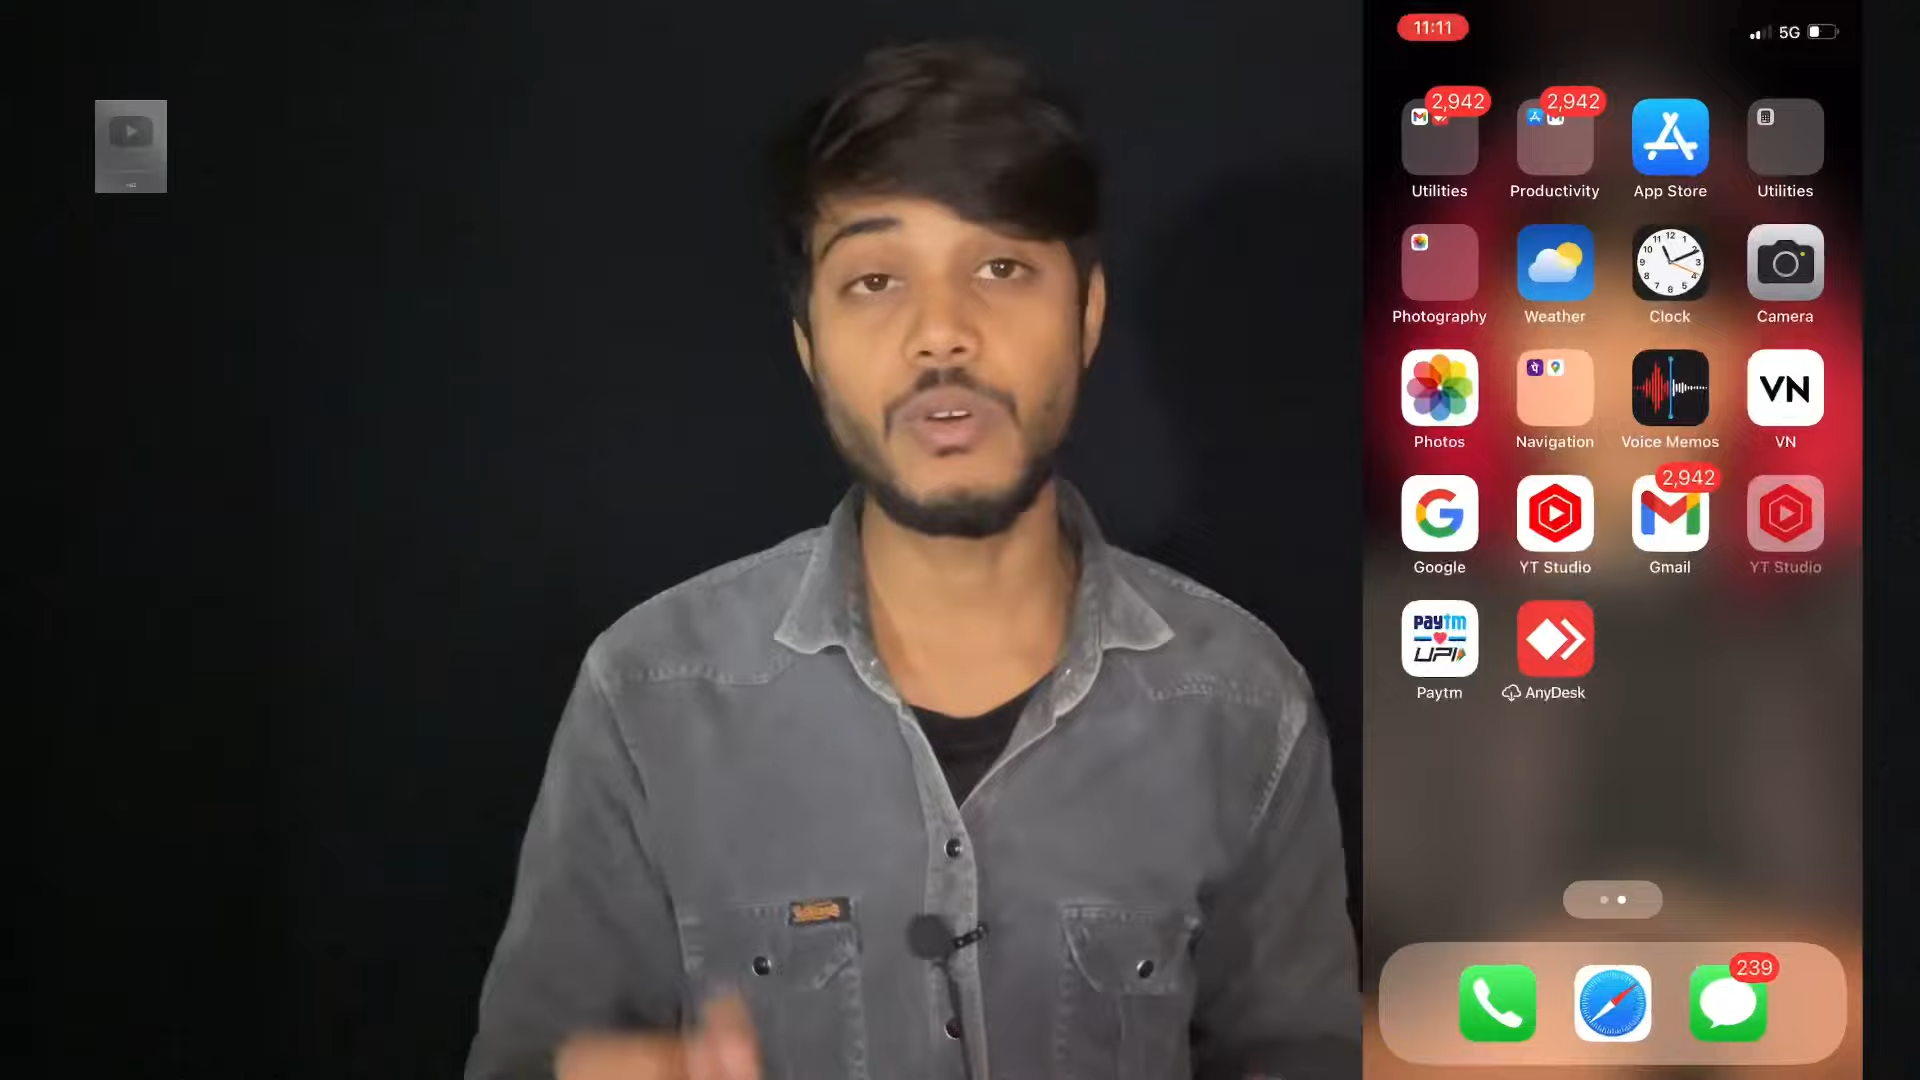 11:11
5G
2,942
2,942
Utilities
Productivity
App Store
Utilities
Photography
Weather
Clock
Camera
VN
Photos
Navigation
Voice Memos
VN
2,942
Google
YT Studio
Gmail
YT Studio
paytm
UPI
Paytm
AnyDesk
239